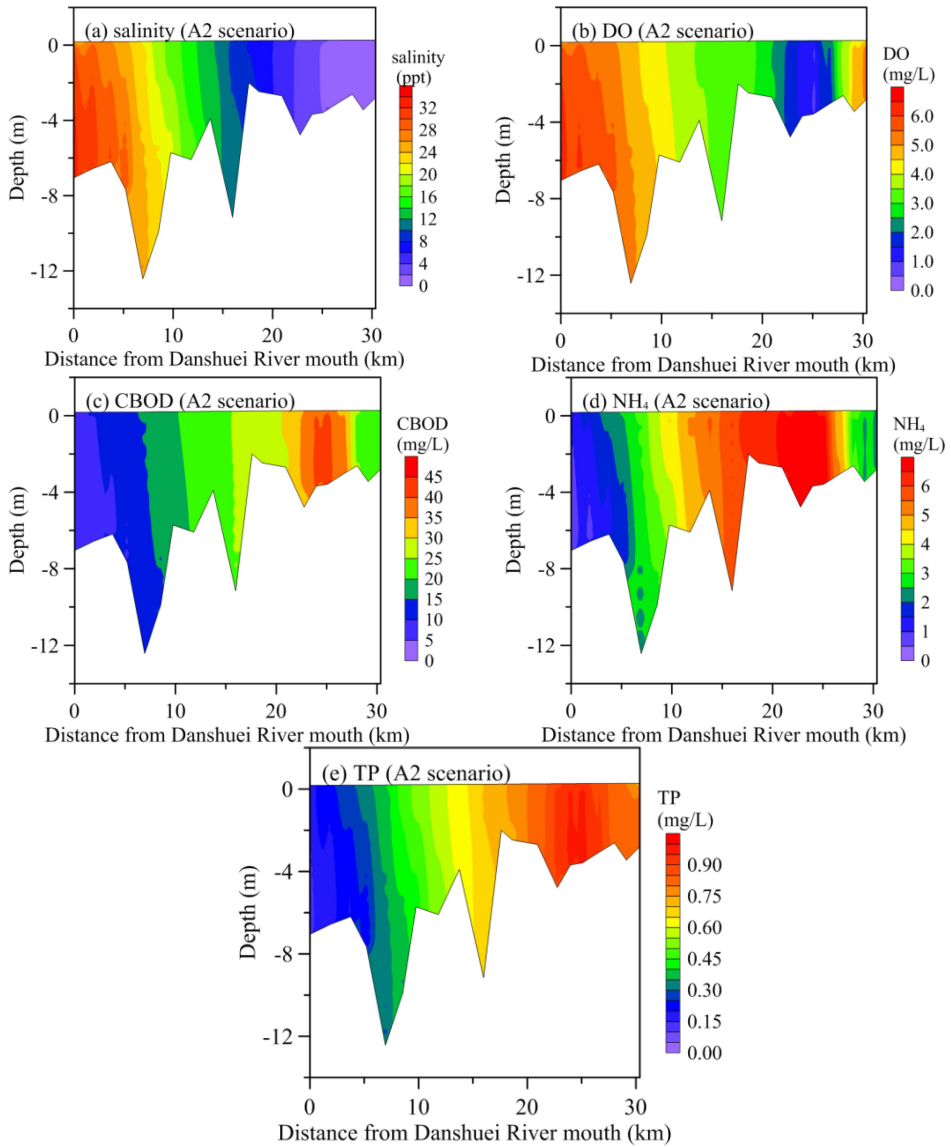 (a) salinity (A2 scenario)
salinity
(ppt)
32
28
24
20
16
12
8
4
0
0
-4
-8
-12
Depth (m)
0 10 20 30
Distance from Danshuei River mouth (km)
(b) DO (A2 scenario)
DO
(mg/L)
6.0
5.0
4.0
3.0
2.0
1.0
0.0
0
-4
-8
-12
Depth (m)
0 10 20 30
Distance from Danshuei River mouth (km)
(c) CBOD (A2 scenario)
CBOD
(mg/L)
45
40
35
30
25
20
15
10
5
0
0
-4
-8
-12
Depth (m)
0 10 20 30
Distance from Danshuei River mouth (km)
(d) NH₄ (A2 scenario)
NH₄
(mg/L)
6
5
4
3
2
1
0
0
-4
-8
-12
Depth (m)
0 10 20 30
Distance from Danshuei River mouth (km)
(e) TP (A2 scenario)
TP
(mg/L)
0.90
0.75
0.60
0.45
0.30
0.15
0.00
0
-4
-8
-12
Depth (m)
0 10 20 30
Distance from Danshuei River mouth (km)